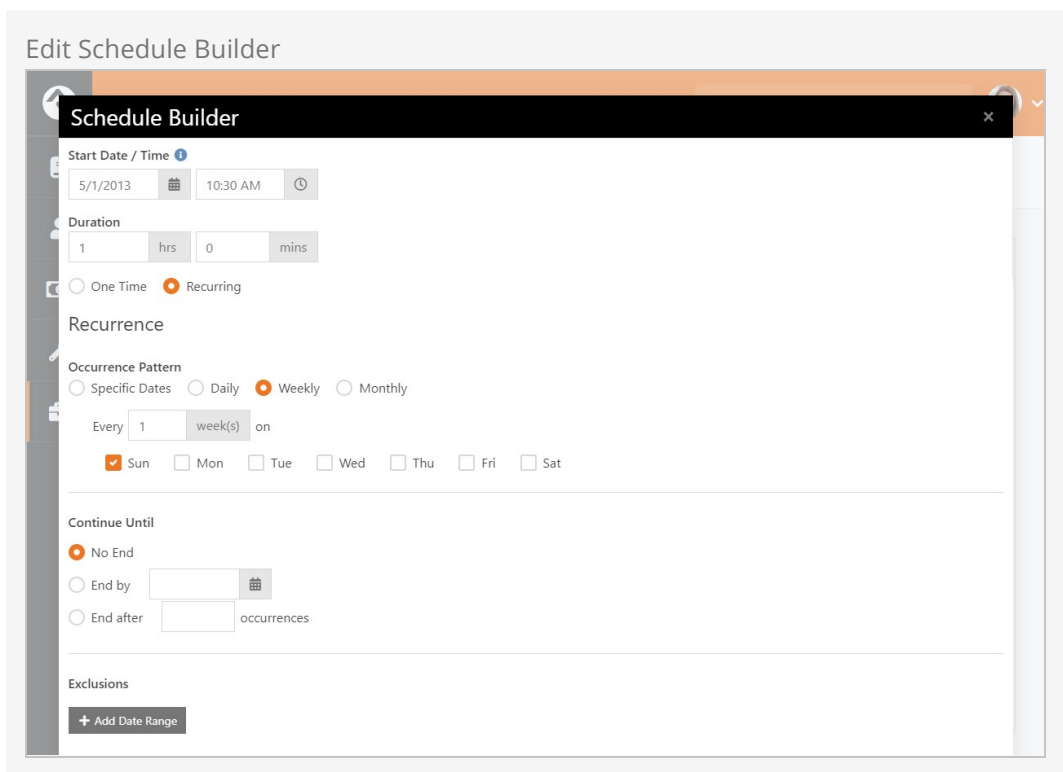 Edit Schedule Builder
Schedule Builder ×
Start Date / Time
5/1/2013 10:30 AM
Duration
1 hrs 0 mins
One Time Recurring
Recurrence
Occurrence Pattern
Specific Dates Daily Weekly Monthly
Every 1 week(s) on
Sun Mon Tue Wed Thu Fri Sat
Continue Until
No End
End by
End after occurrences
Exclusions
+ Add Date Range